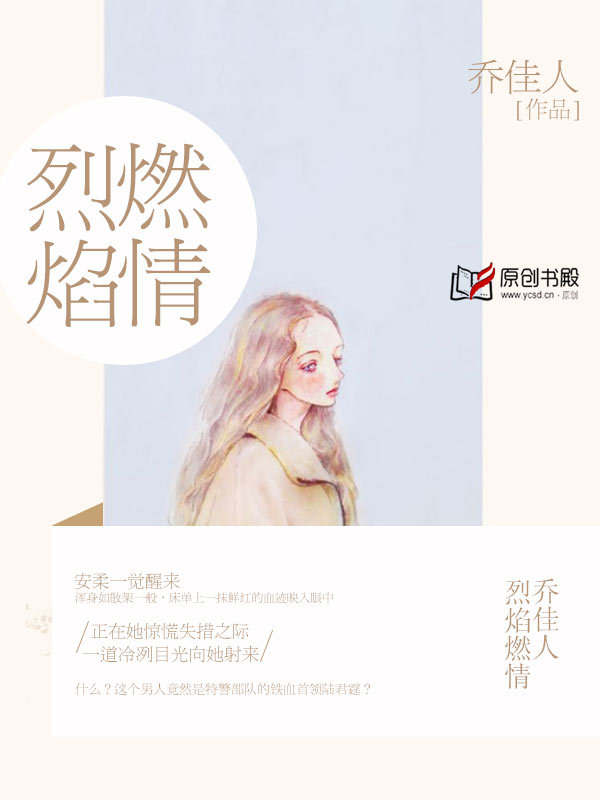 乔佳人
[作品]
烈焰
燃情
原创书殿
www.ycsd.cn·原创
安柔一觉醒来
浑身如散架一般，床单上一抹鲜红的血迹映入眼中
正在她惊慌失措之际
一道冷冽目光向她射来
什么？这个男人竟然是特警部队的铁血首领陆君霆？
乔佳人
烈焰燃情